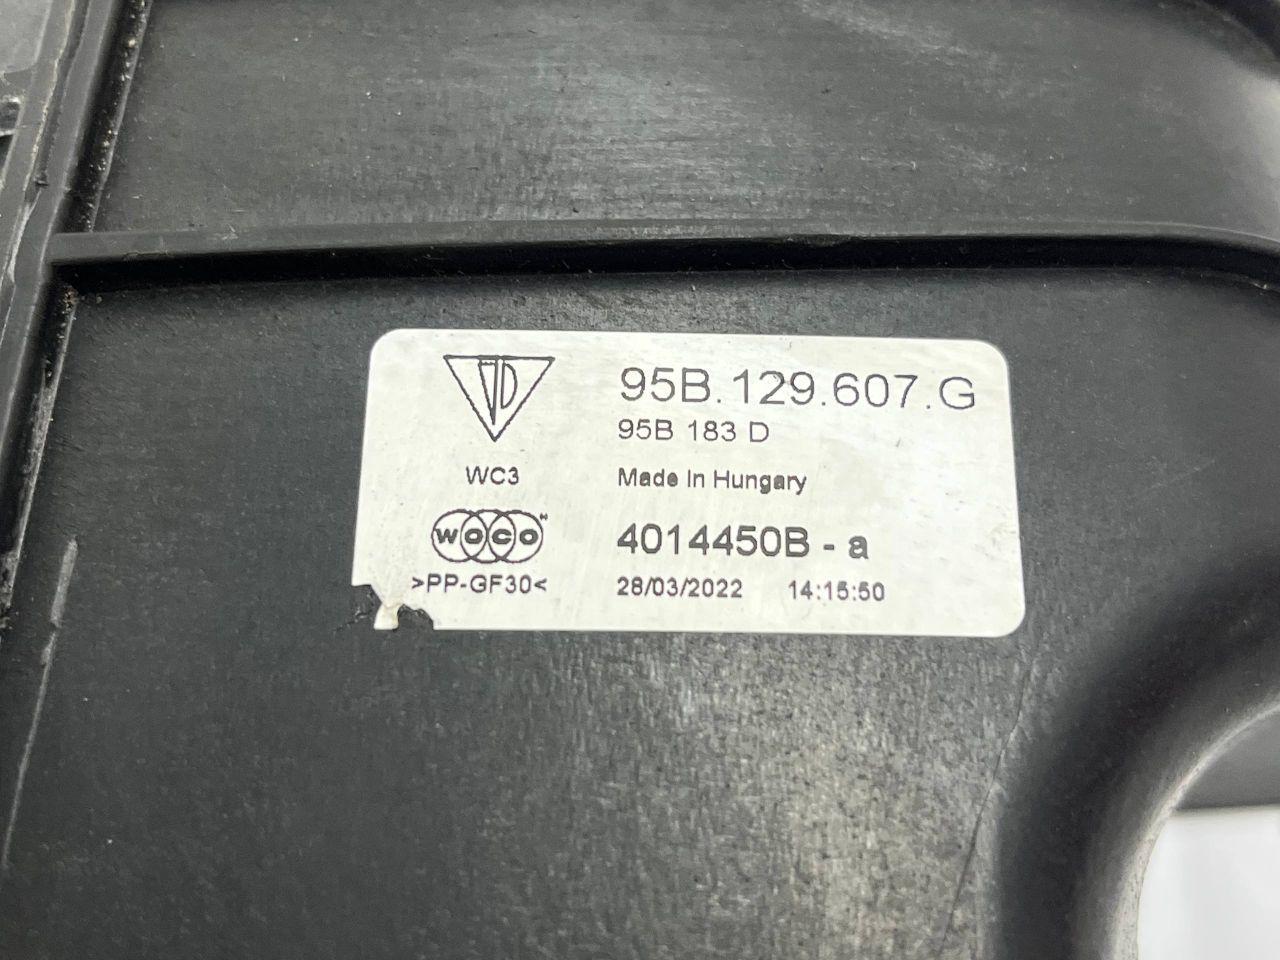 95B.129.607.G
95B 183 D
WC3
Made In Hungary
WOCO
4014450B - a
>PP-GF30<
28/03/2022 14:15:50